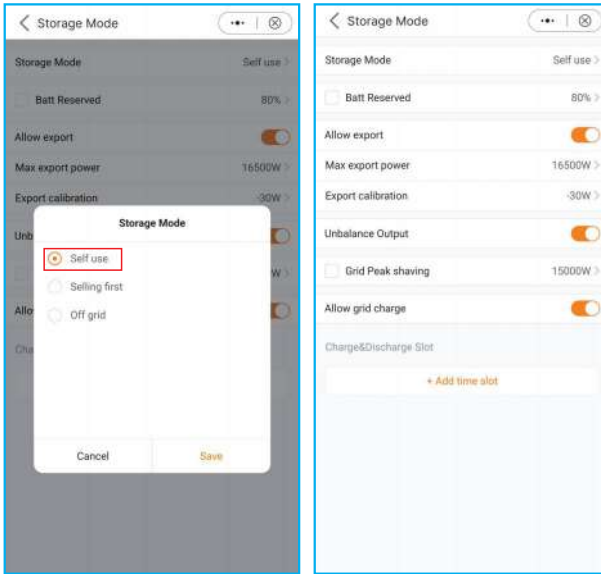 Storage Mode
Storage Mode Self use >
Batt Reserved 80% >
Allow export
Max export power 16500W >
Export calibration -30W >
Unb
Storage Mode
Self use
W >
Selling first
Allo
Off grid
Cha
Cancel Save
Storage Mode
Storage Mode Self use >
Batt Reserved 80% >
Allow export
Max export power 16500W >
Export calibration -30W >
Unbalance Output
Grid Peak shaving 15000W >
Allow grid charge
Charge&Discharge Slot
+ Add time slot